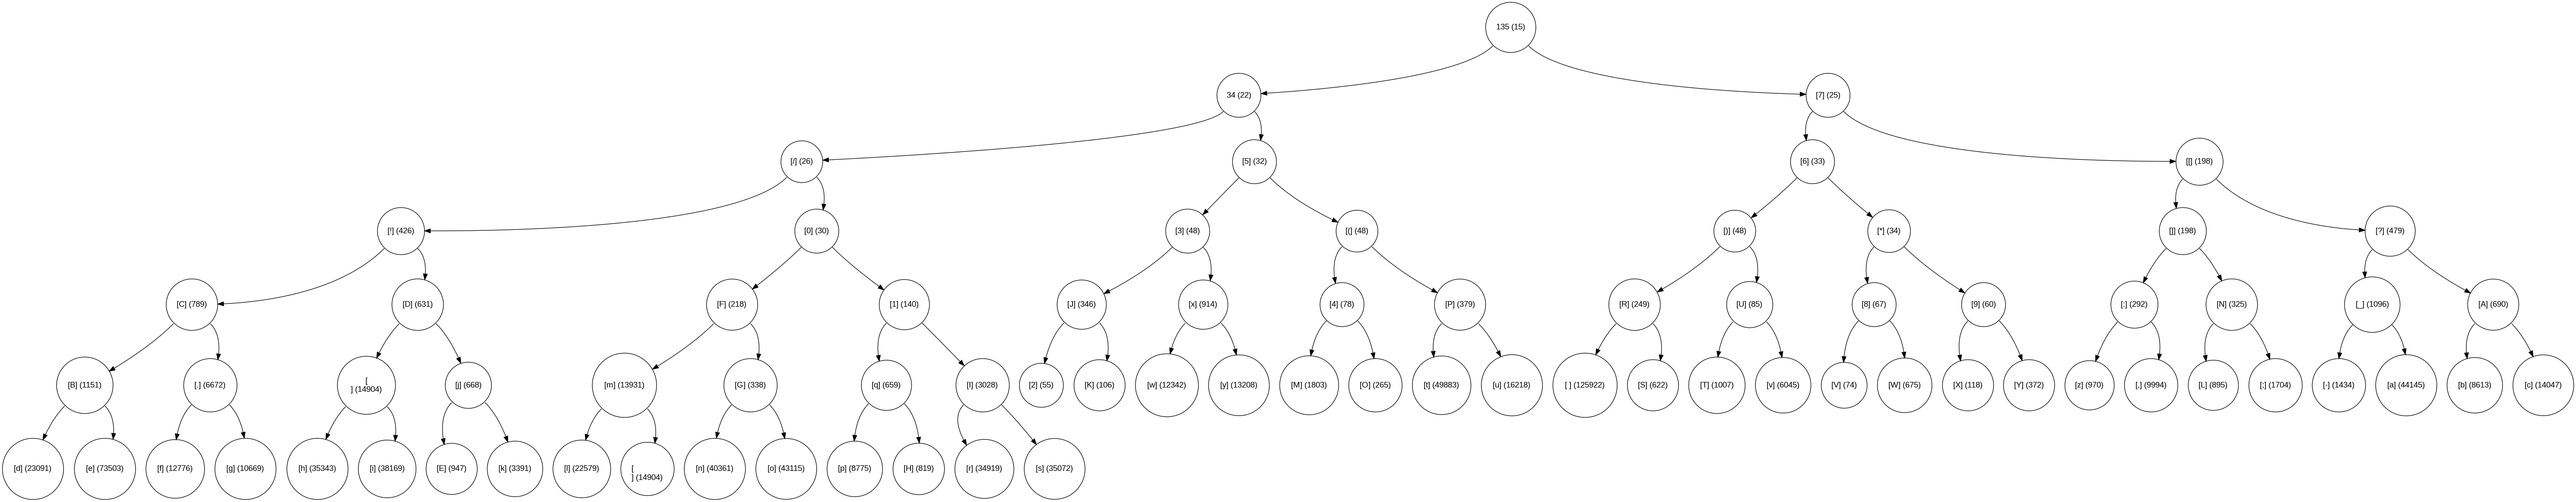 135 (15)
34 (22)
[7] (25)
[/] (26)
[5] (32)
[6] (33)
[[] (198)
[!] (426)
[0] (30)
[3] (48)
[(] (48)
[)] (48)
[*] (34)
[]] (198)
[?] (479)
[C] (789)
[D] (631)
[F] (218)
[1] (140)
[J] (346)
[x] (914)
[4] (78)
[P] (379)
[R] (249)
[U] (85)
[8] (67)
[9] (60)
[:] (292)
[N] (325)
[_] (1096)
[A] (690)
[B] (1151)
[.] (6672)
[
] (14904)
[j] (668)
[m] (13931)
[G] (338)
[q] (659)
[I] (3028)
[2] (55)
[K] (106)
[w] (12342)
[y] (13208)
[M] (1803)
[O] (265)
[t] (49883)
[u] (16218)
[ ] (125922)
[S] (622)
[T] (1007)
[v] (6045)
[V] (74)
[W] (675)
[X] (118)
[Y] (372)
[z] (970)
[,] (9994)
[L] (895)
[;] (1704)
[-] (1434)
[a] (44145)
[b] (8613)
[c] (14047)
[d] (23091)
[e] (73503)
[f] (12776)
[g] (10669)
[h] (35343)
[i] (38169)
[E] (947)
[k] (3391)
[l] (22579)
[
] (14904)
[n] (40361)
[o] (43115)
[p] (8775)
[H] (819)
[r] (34919)
[s] (35072)